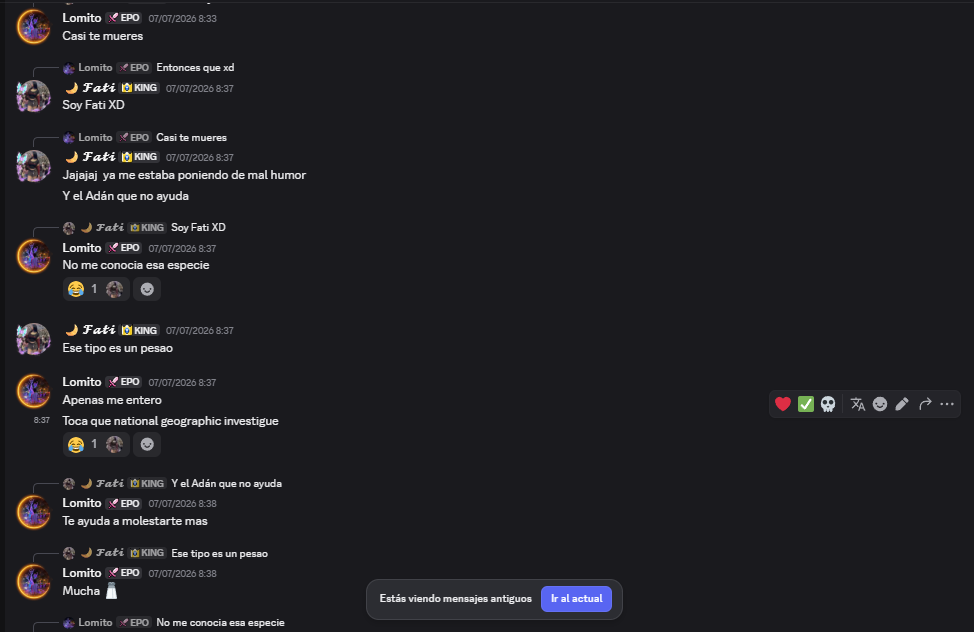 Lomito EPO 07/07/2026 8:33
Casi te mueres
Lomito EPO Entonces que xd
𝓕𝓪𝓽𝓲 KING 07/07/2026 8:37
Soy Fati XD
Lomito EPO Casi te mueres
𝓕𝓪𝓽𝓲 KING 07/07/2026 8:37
Jajajaj ya me estaba poniendo de mal humor
Y el Adán que no ayuda
𝓕𝓪𝓽𝓲 KING Soy Fati XD
Lomito EPO 07/07/2026 8:37
No me conocia esa especie
😂 1
𝓕𝓪𝓽𝓲 KING 07/07/2026 8:37
Ese tipo es un pesao
Lomito EPO 07/07/2026 8:37
Apenas me entero
8:37 Toca que national geographic investigue
😂 1
𝓕𝓪𝓽𝓲 KING Y el Adán que no ayuda
Lomito EPO 07/07/2026 8:38
Te ayuda a molestarte mas
𝓕𝓪𝓽𝓲 KING Ese tipo es un pesao
Lomito EPO 07/07/2026 8:38
Mucha 🧂
Estás viendo mensajes antiguos Ir al actual
Lomito EPO No me conocia esa especie